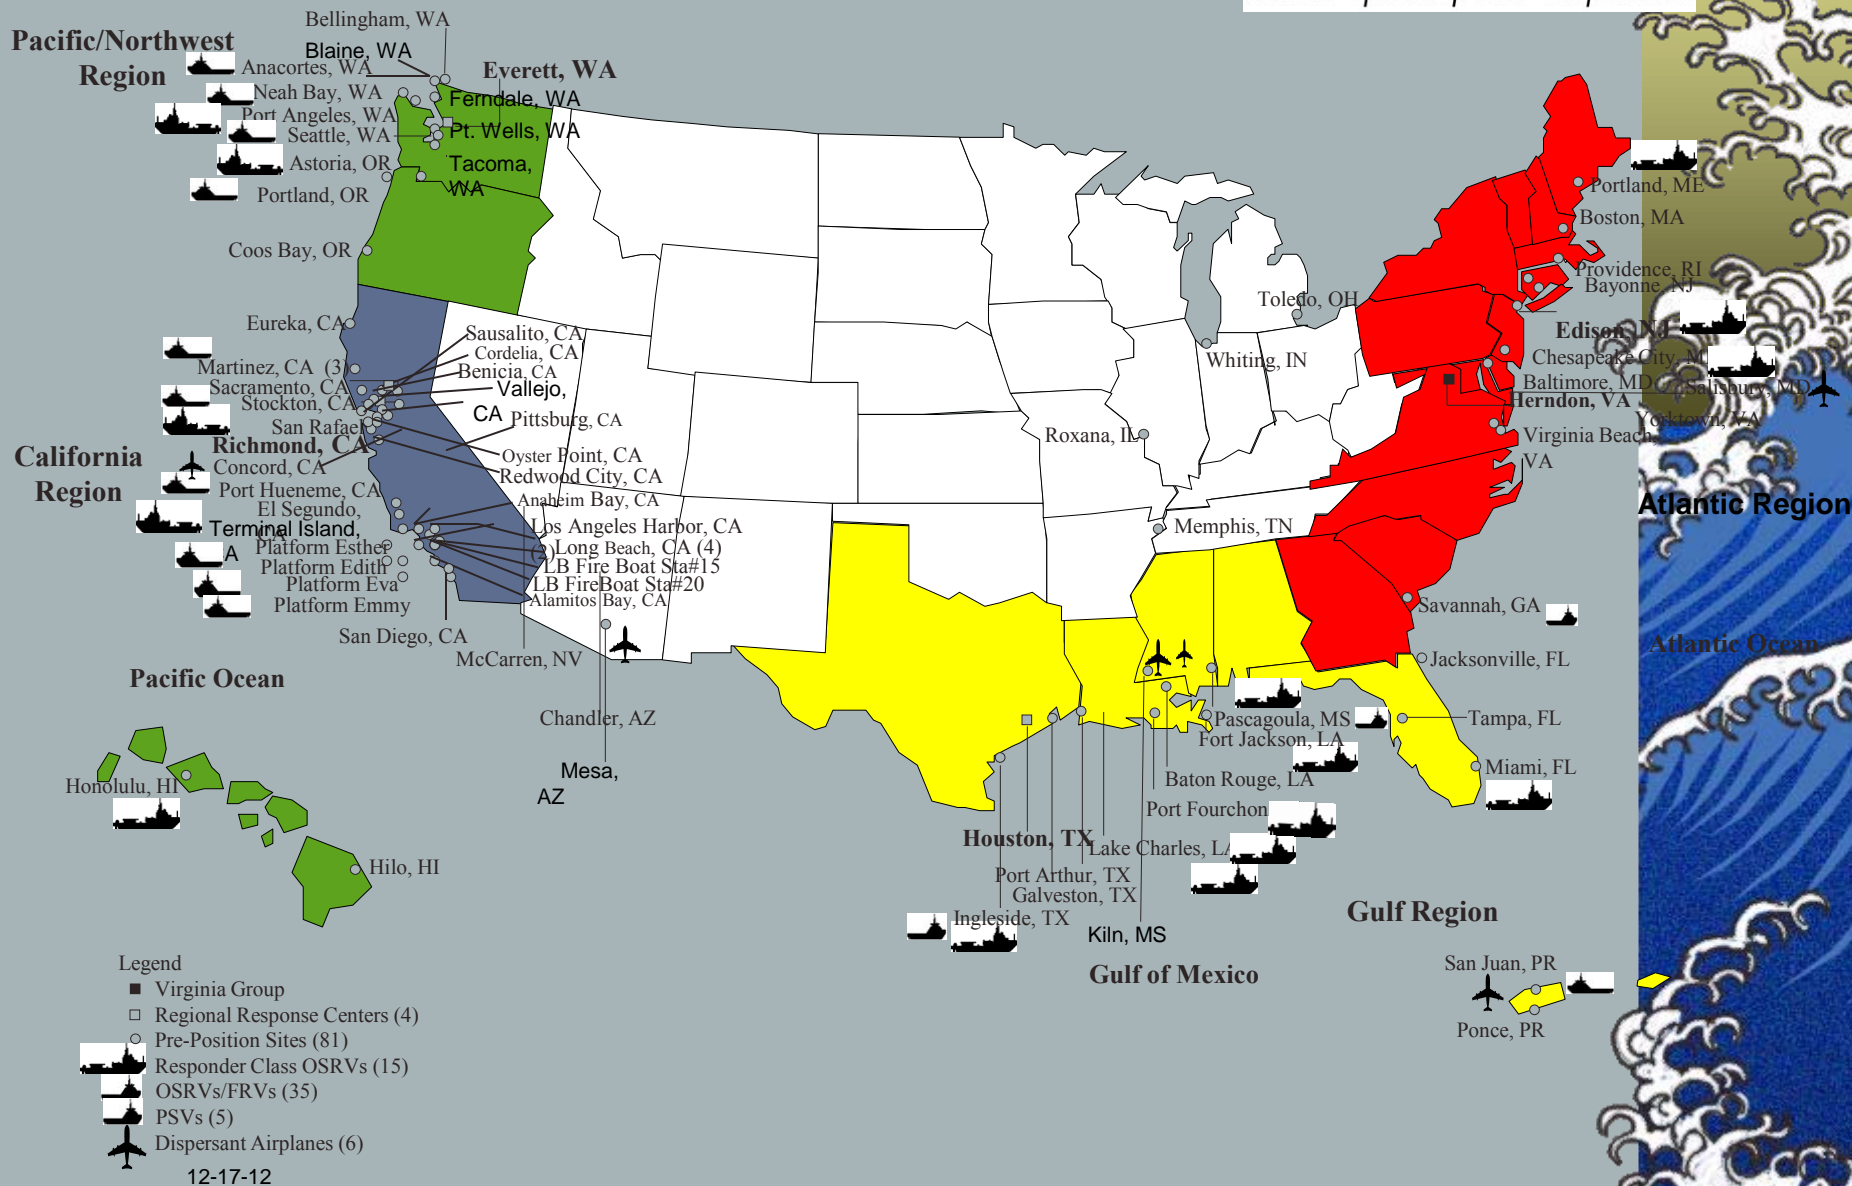 Bellingham, WA
Pacific/Northwest
Region
Blaine, WA
Anacortes, WA
Everett, WA
Neah Bay, WA
Ferndale, WA
Port Angeles, WA
Seattle, WA
Pt. Wells, WA
Astoria, OR
Tacoma,
WA
Portland, OR
Coos Bay, OR
Eureka, CA
Sausalito, CA
Cordelia, CA
Martinez, CA (3)
Benicia, CA
Sacramento, CA
Vallejo,
CA
Stockton, CA
Pittsburg, CA
San Rafael
Richmond, CA
California
Region
Concord, CA
Oyster Point, CA
Redwood City, CA
Port Hueneme, CA
Anaheim Bay, CA
El Segundo,
CA
Terminal Island,
A
Los Angeles Harbor, CA
(2)
Long Beach, CA (4)
Platform Esther
LB Fire Boat Sta#15
Platform Edith
LB FireBoat Sta#20
Platform Eva
Alamitos Bay, CA
Platform Emmy
San Diego, CA
McCarren, NV
Chandler, AZ
Mesa,
AZ
Pacific Ocean
Honolulu, HI
Hilo, HI
Toledo, OH
Whiting, IN
Roxana, IL
Memphis, TN
Portland, ME
Boston, MA
Providence, RI
Bayonne, NJ
Edison, NJ
Chesapeake City, M
Baltimore, MD
Salisbury, MD
Herndon, VA
Yorktown, VA
Virginia Beach,
VA
Atlantic Region
Savannah, GA
Atlantic Ocean
Jacksonville, FL
Tampa, FL
Miami, FL
Pascagoula, MS
Fort Jackson, LA
Baton Rouge, LA
Port Fourchon
Houston, TX
Lake Charles, LA
Port Arthur, TX
Galveston, TX
Ingleside, TX
Kiln, MS
Gulf Region
Gulf of Mexico
San Juan, PR
Ponce, PR
Legend
Virginia Group
Regional Response Centers (4)
Pre-Position Sites (81)
Responder Class OSRVs (15)
OSRVs/FRVs (35)
PSVs (5)
Dispersant Airplanes (6)
12-17-12